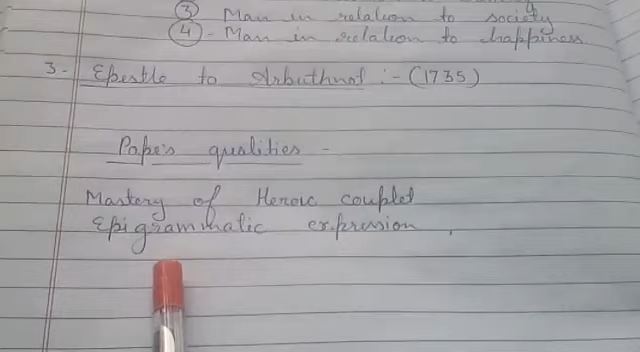 3 Man in relation to society
4 - Man in relation to happiness
3 - Epistle to Arbuthnot :- (1735)
Pope's qualities -
Mastery of Heroic couplet
Epigrammatic expression,